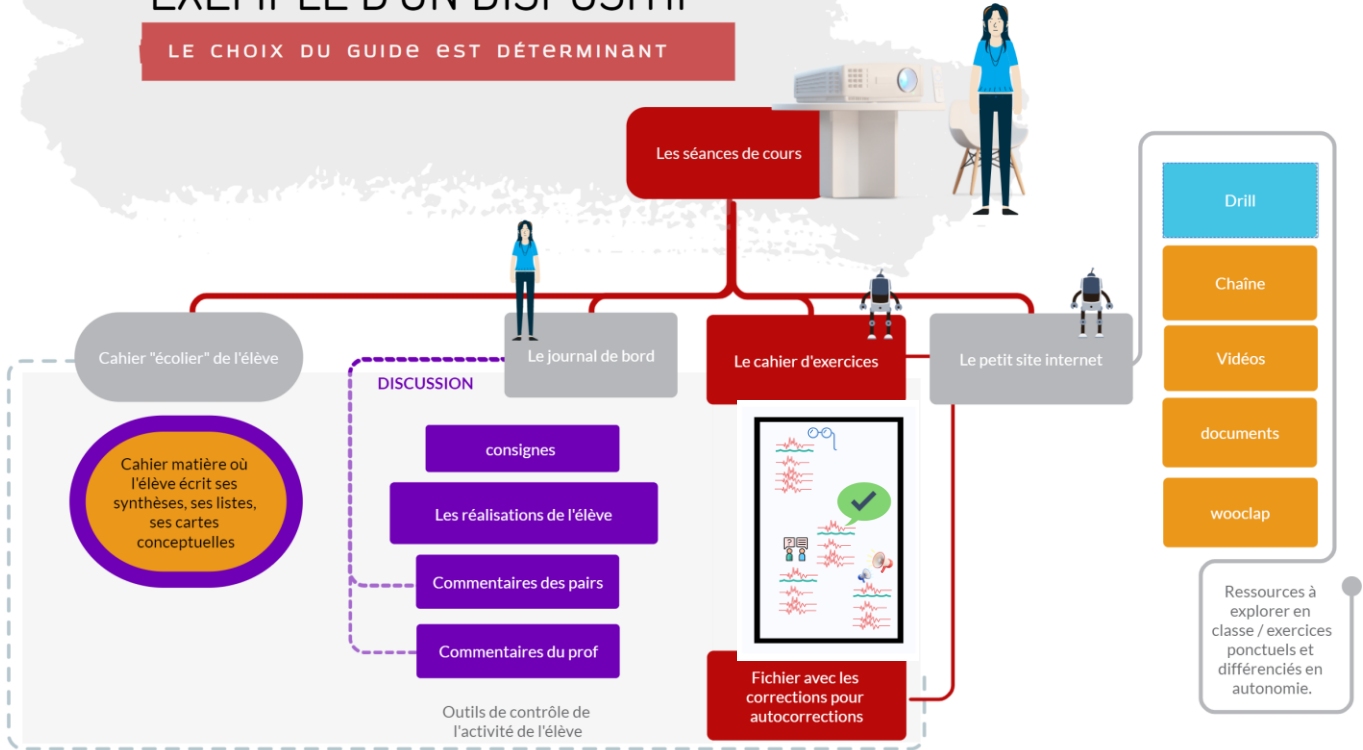 EXEMPLE D'UN DISPOSITIF
LE CHOIX DU GUIDE EST DÉTERMINANT
Les séances de cours
Cahier "écolier" de l'élève
Le journal de bord
Le cahier d'exercices
Le petit site internet
DISCUSSION
consignes
Les réalisations de l'élève
Commentaires des pairs
Commentaires du prof
Outils de contrôle de
l'activité de l'élève
Cahier matière où
l'élève écrit ses
synthèses, ses listes,
ses cartes
conceptuelles
Fichier avec les
corrections pour
autocorrections
Drill
Chaîne
Vidéos
documents
wooclap
Ressources à
explorer en
classe / exercices
ponctuels et
différenciés en
autonomie.